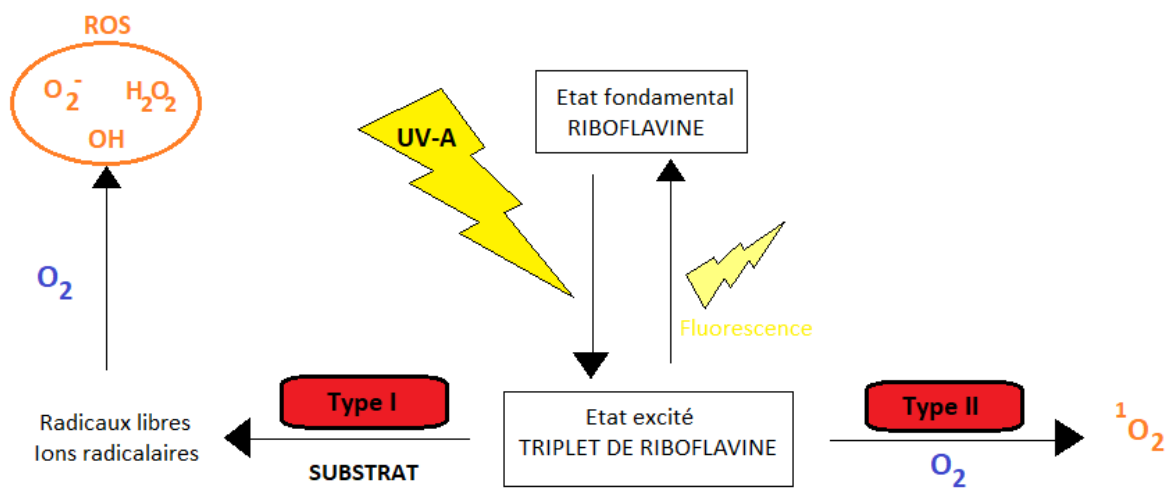 ROS
O₂⁻ H₂O₂
OH
Etat fondamental
RIBOFLAVINE
UV-A
O₂
Fluorescence
Type I
Type II
Radicaux libres
Ions radicalaires
SUBSTRAT
Etat excité
TRIPLET DE RIBOFLAVINE
O₂
¹O₂